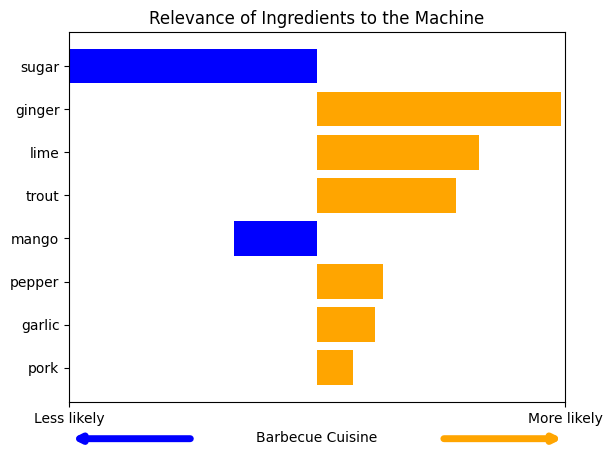 Relevance of Ingredients to the Machine
sugar
ginger
lime
trout
mango
pepper
garlic
pork
Less likely
More likely
Barbecue Cuisine